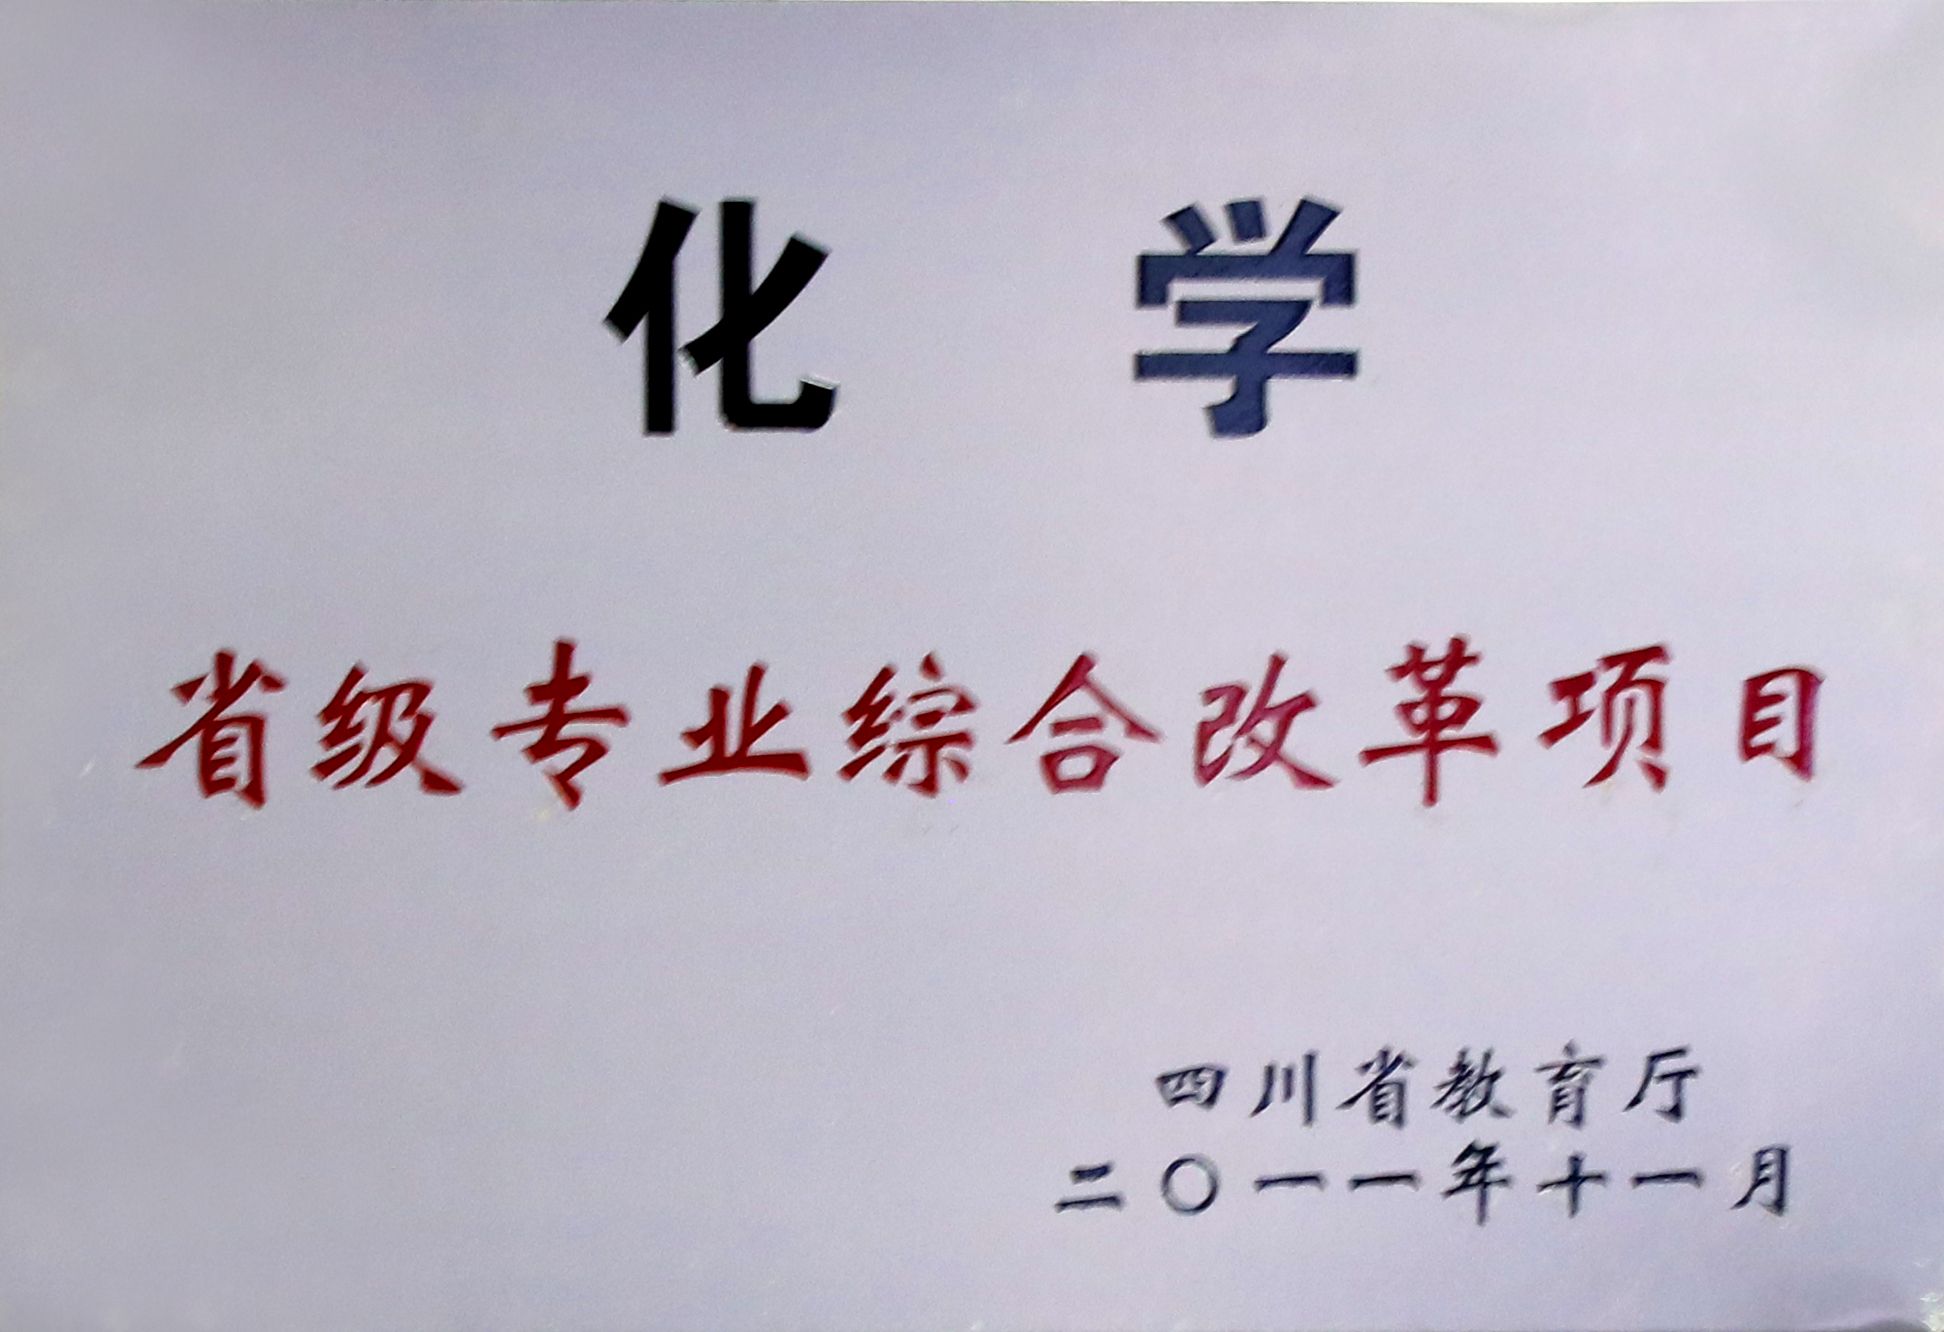 化 学
省级专业综合改革项目
四川省教育厅
二〇一一年十一月